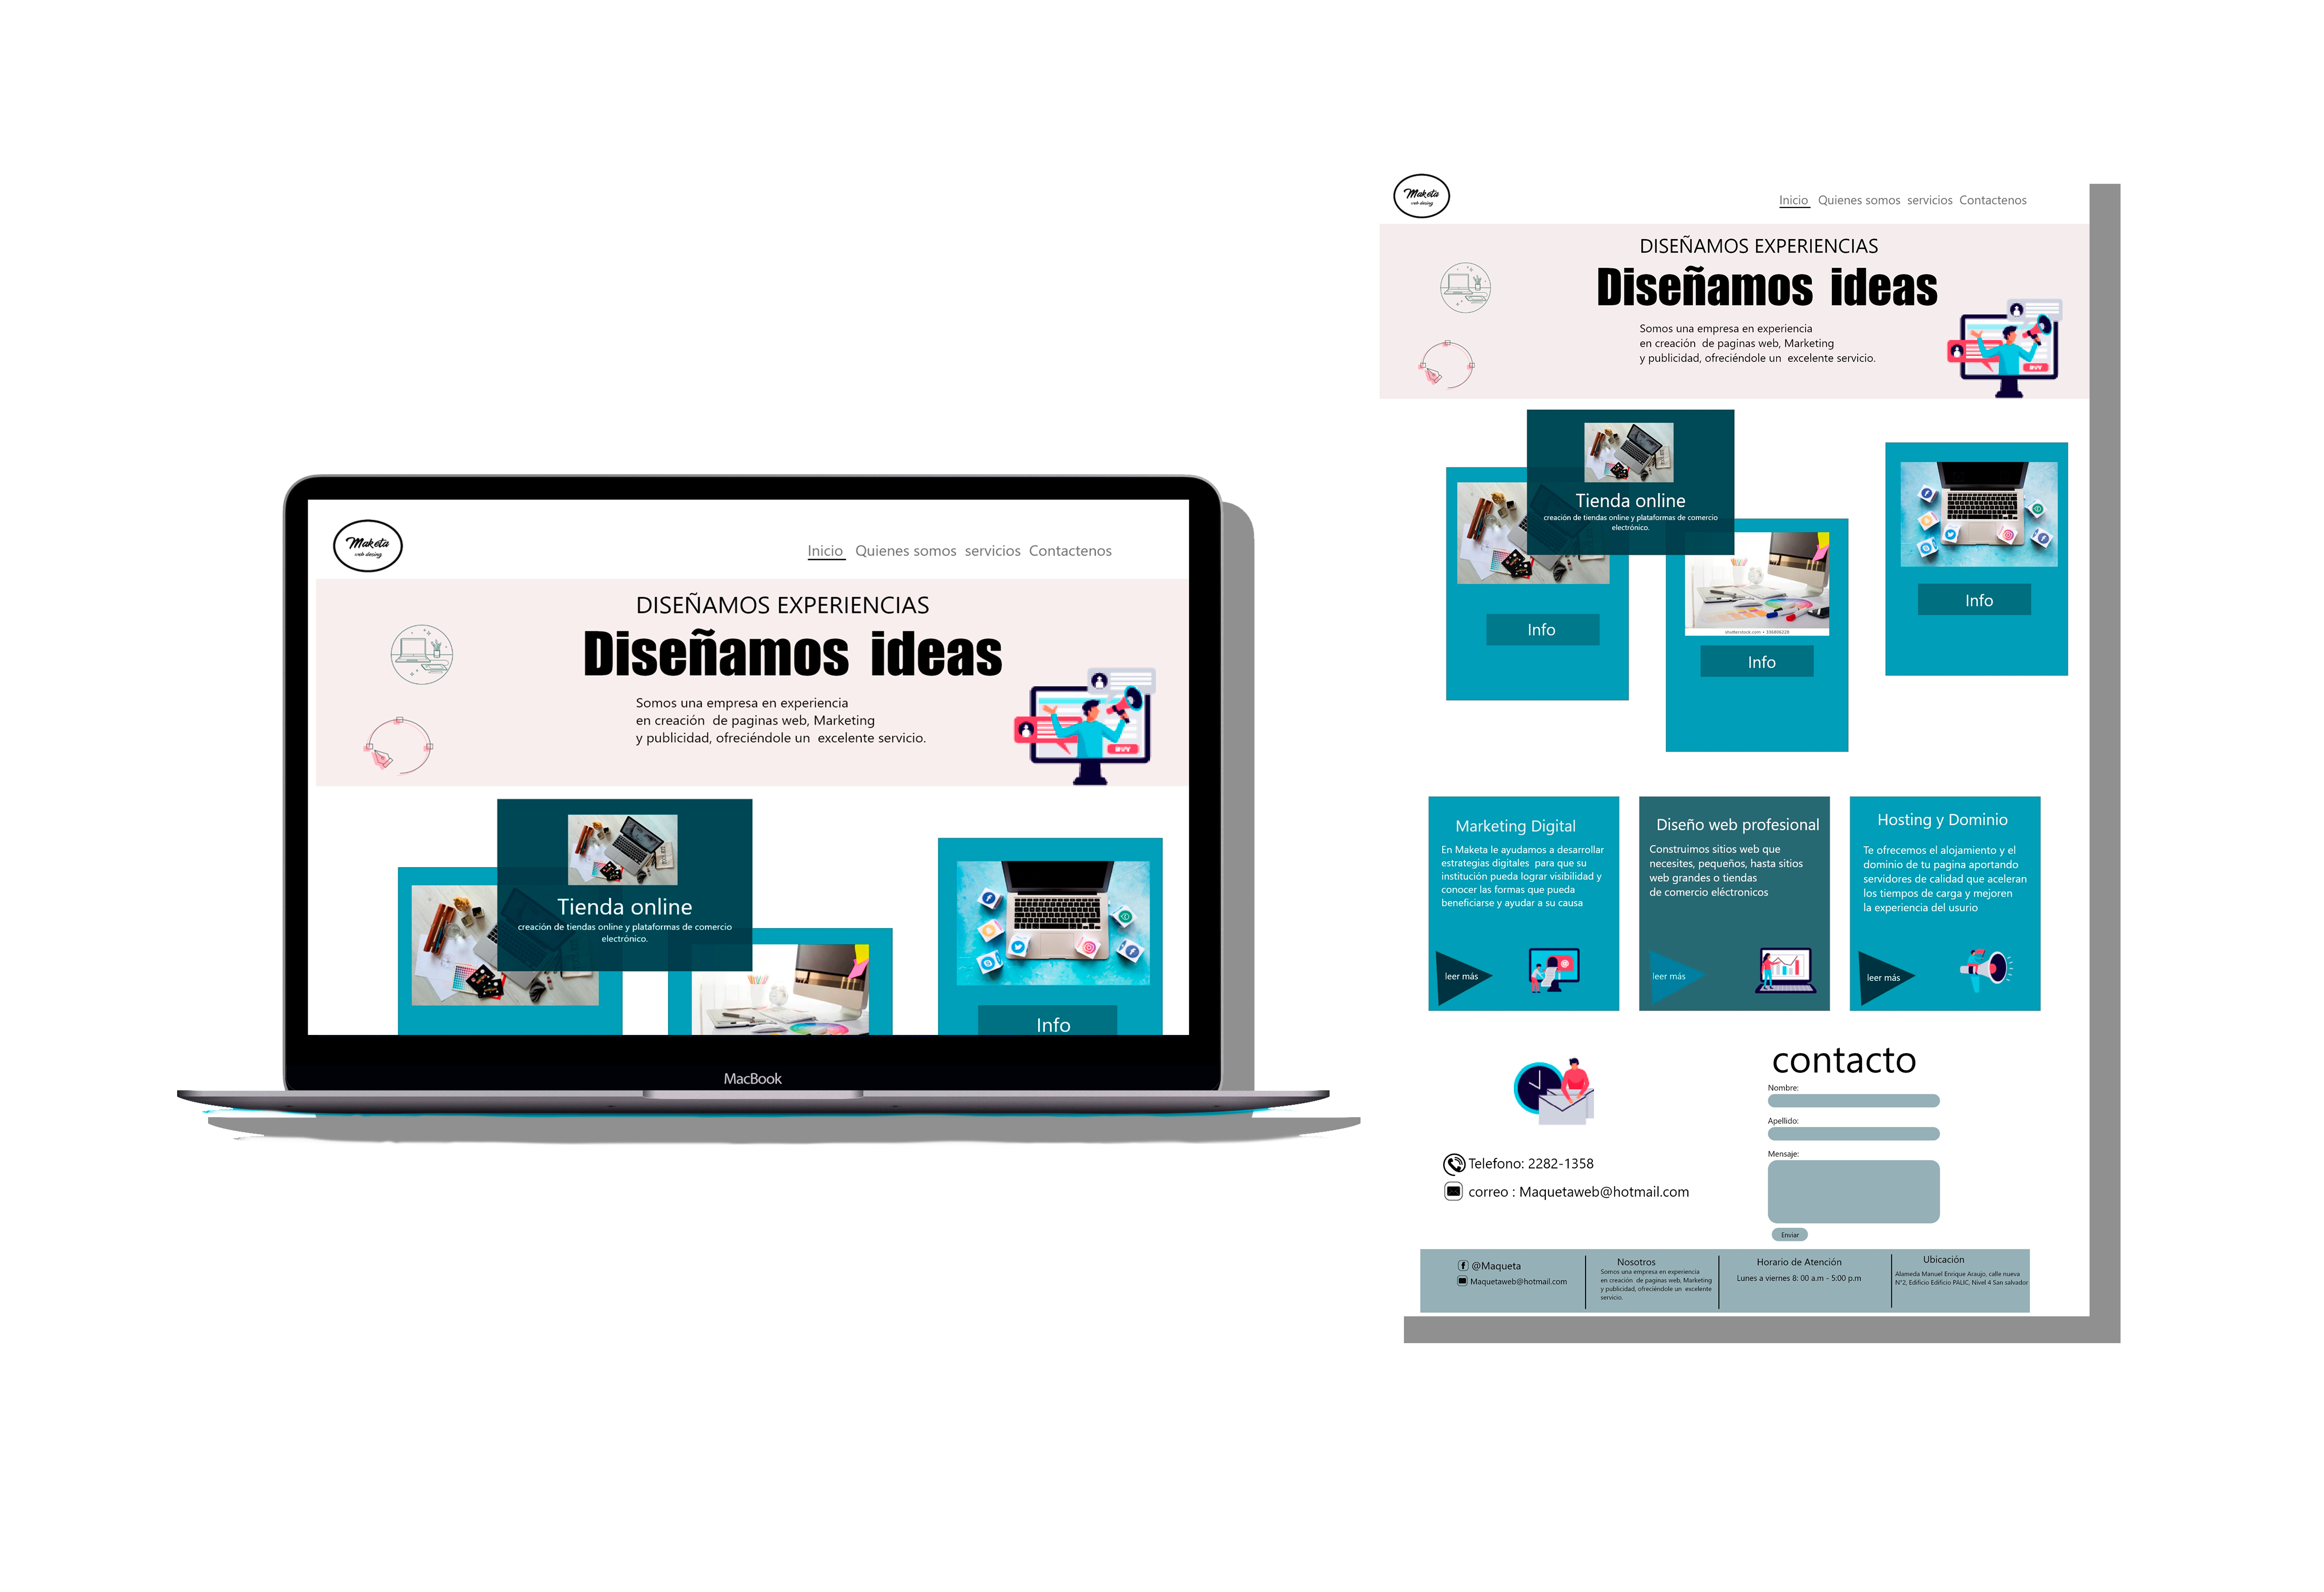 Maketa
web desing
Inicio Quienes somos servicios Contactenos
DISEÑAMOS EXPERIENCIAS
Diseñamos ideas
Somos una empresa en experiencia
en creación de paginas web, Marketing
y publicidad, ofreciéndole un excelente servicio.
BUY
Tienda online
creación de tiendas online y plataformas de comercio
electrónico.
Info
MacBook
Maketa
web desing
Inicio Quienes somos servicios Contactenos
DISEÑAMOS EXPERIENCIAS
Diseñamos ideas
Somos una empresa en experiencia
en creación de paginas web, Marketing
y publicidad, ofreciéndole un excelente servicio.
BUY
Tienda online
creación de tiendas online y plataformas de comercio
electrónico.
Info
shutterstock.com • 336806228
Info
Info
Marketing Digital
En Maketa le ayudamos a desarrollar
estrategias digitales para que su
institución pueda lograr visibilidad y
conocer las formas que pueda
beneficiarse y ayudar a su causa
leer más
Diseño web profesional
Construimos sitios web que
necesites, pequeños, hasta sitios
web grandes o tiendas
de comercio eléctronicos
leer más
Hosting y Dominio
Te ofrecemos el alojamiento y el
dominio de tu pagina aportando
servidores de calidad que aceleran
los tiempos de carga y mejoren
la experiencia del usurio
leer más
Telefono: 2282-1358
correo : Maquetaweb@hotmail.com
contacto
Nombre:
Apellido:
Mensaje:
Enviar
@Maqueta
Maquetaweb@hotmail.com
Nosotros
Somos una empresa en experiencia
en creación de paginas web, Marketing
y publicidad, ofreciéndole un excelente
servicio.
Horario de Atención
Lunes a viernes 8: 00 a.m - 5:00 p.m
Ubicación
Alameda Manuel Enrique Araujo, calle nueva
N°2, Edificio Edificio PALIC, Nivel 4 San salvador